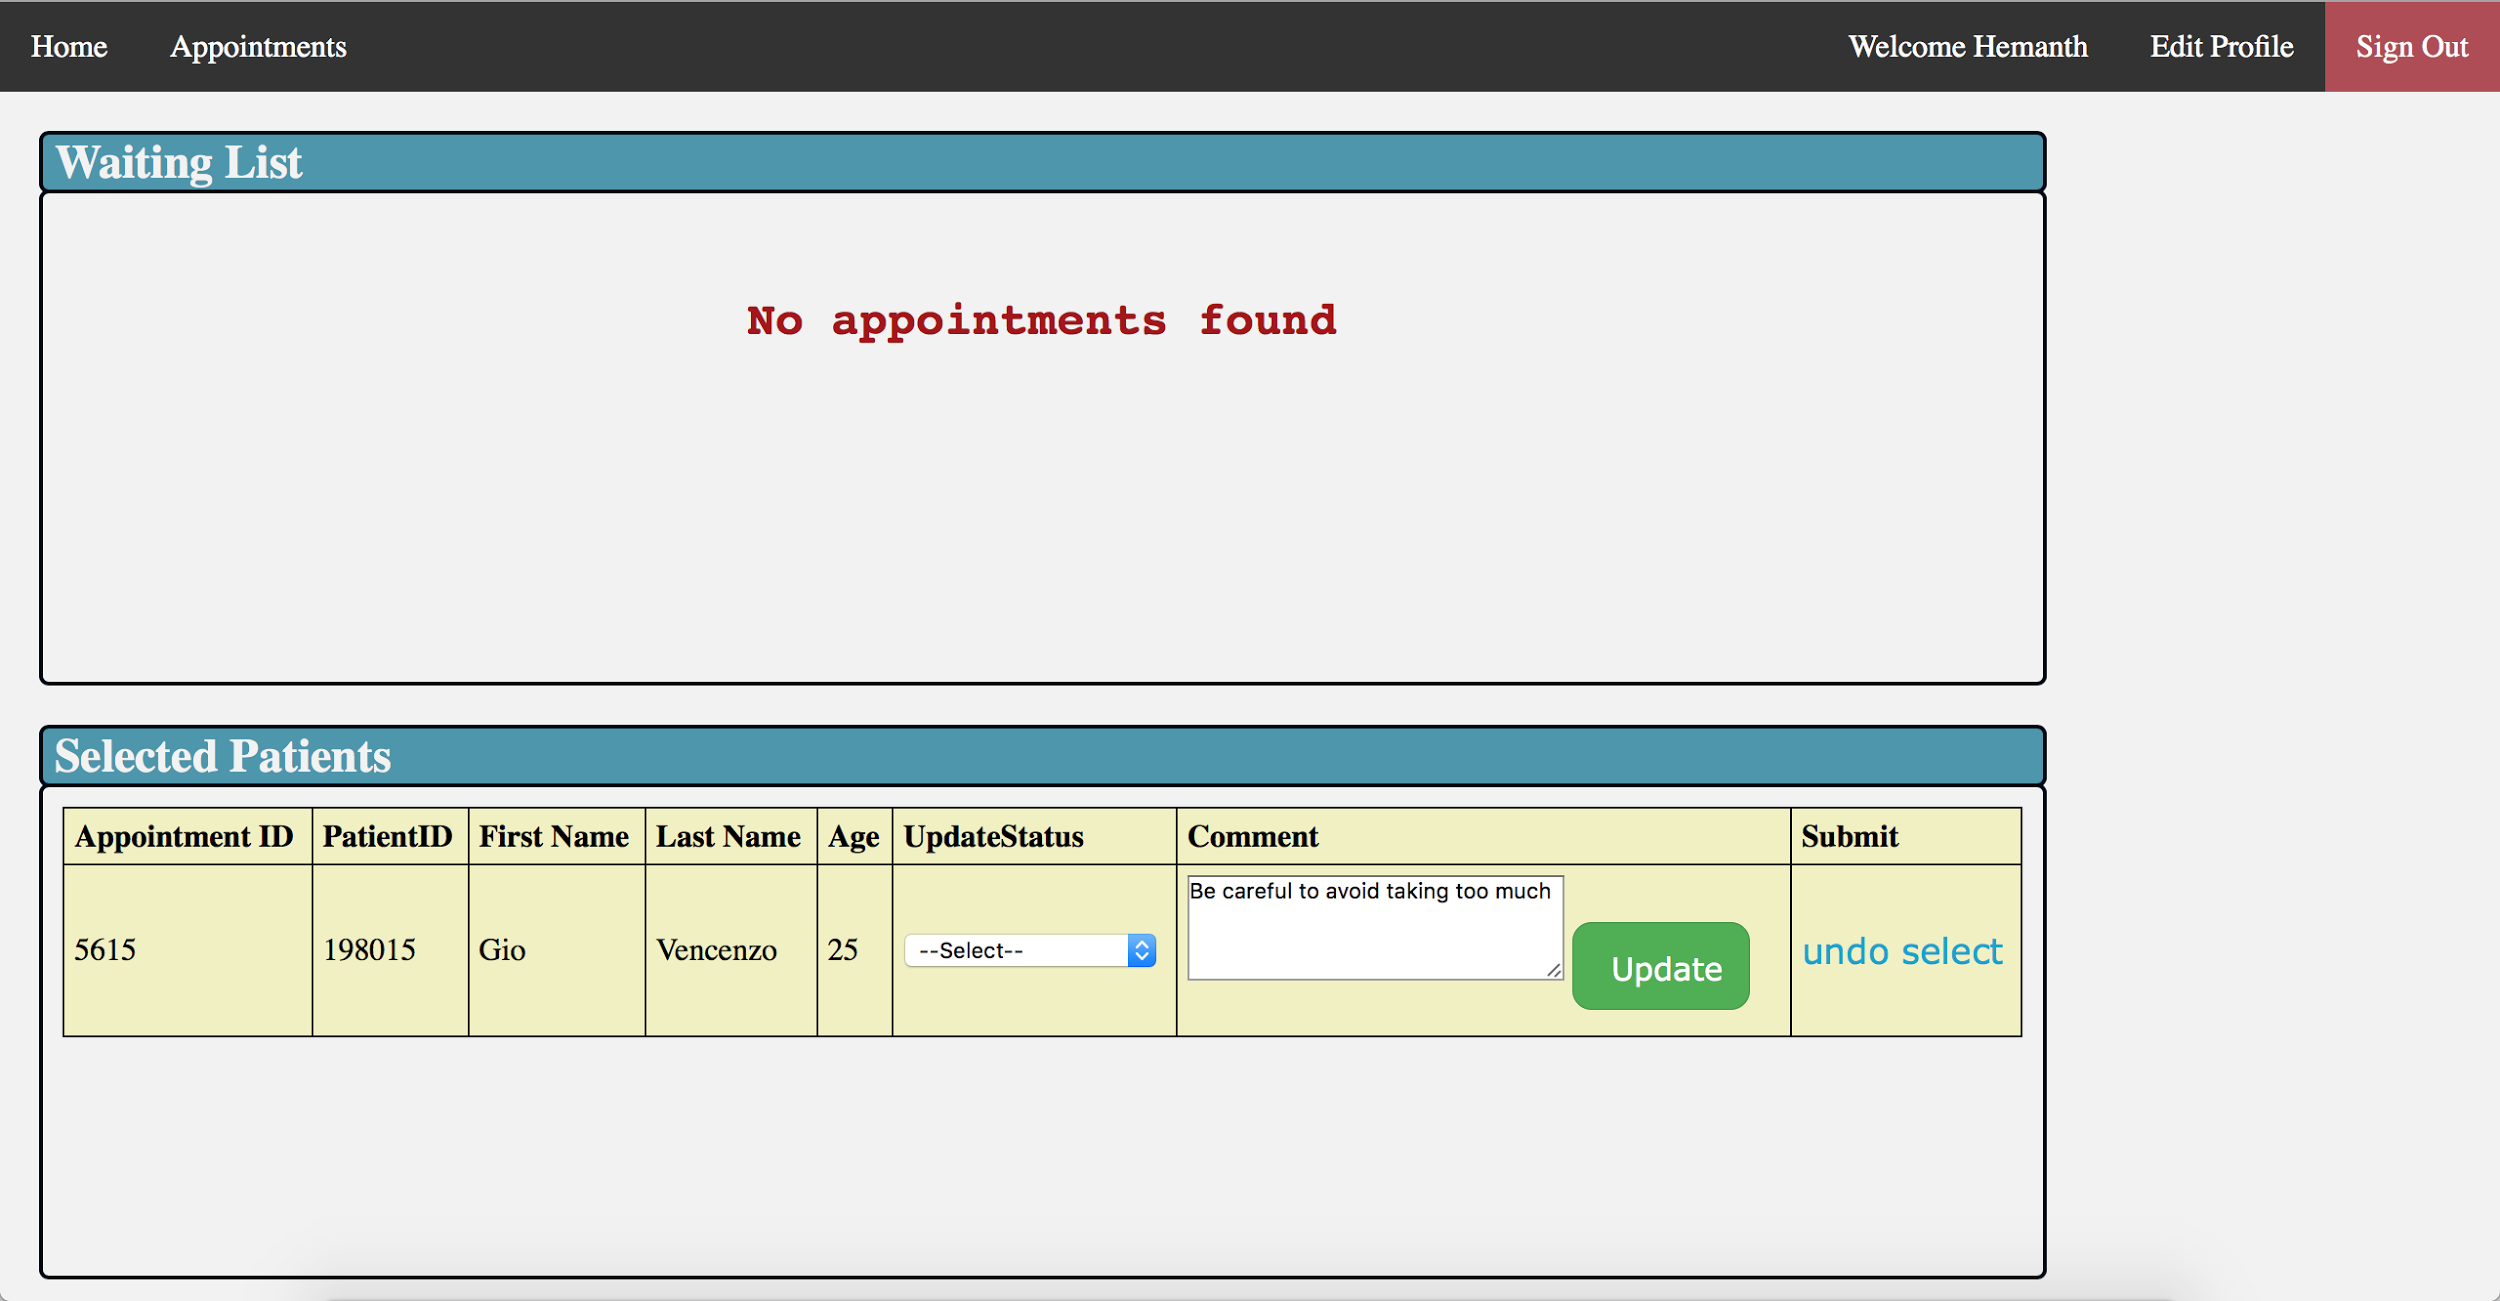 Home Appointments Welcome Hemanth Edit Profile Sign Out
Waiting List
No appointments found
Selected Patients
Appointment ID PatientID First Name Last Name Age UpdateStatus Comment Submit
5615 198015 Gio Vencenzo 25 --Select-- Be careful to avoid taking too much Update undo select